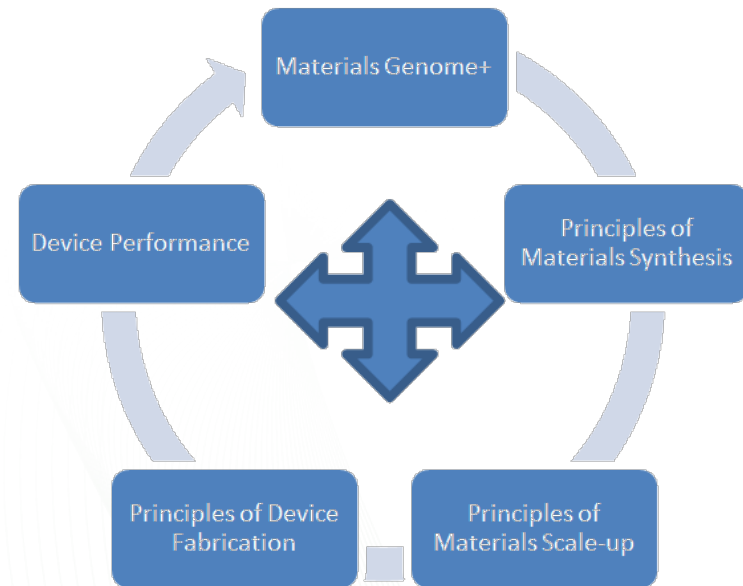 Materials Genome+
Principles of
Materials Synthesis
Principles of
Materials Scale-up
Principles of Device
Fabrication
Device Performance